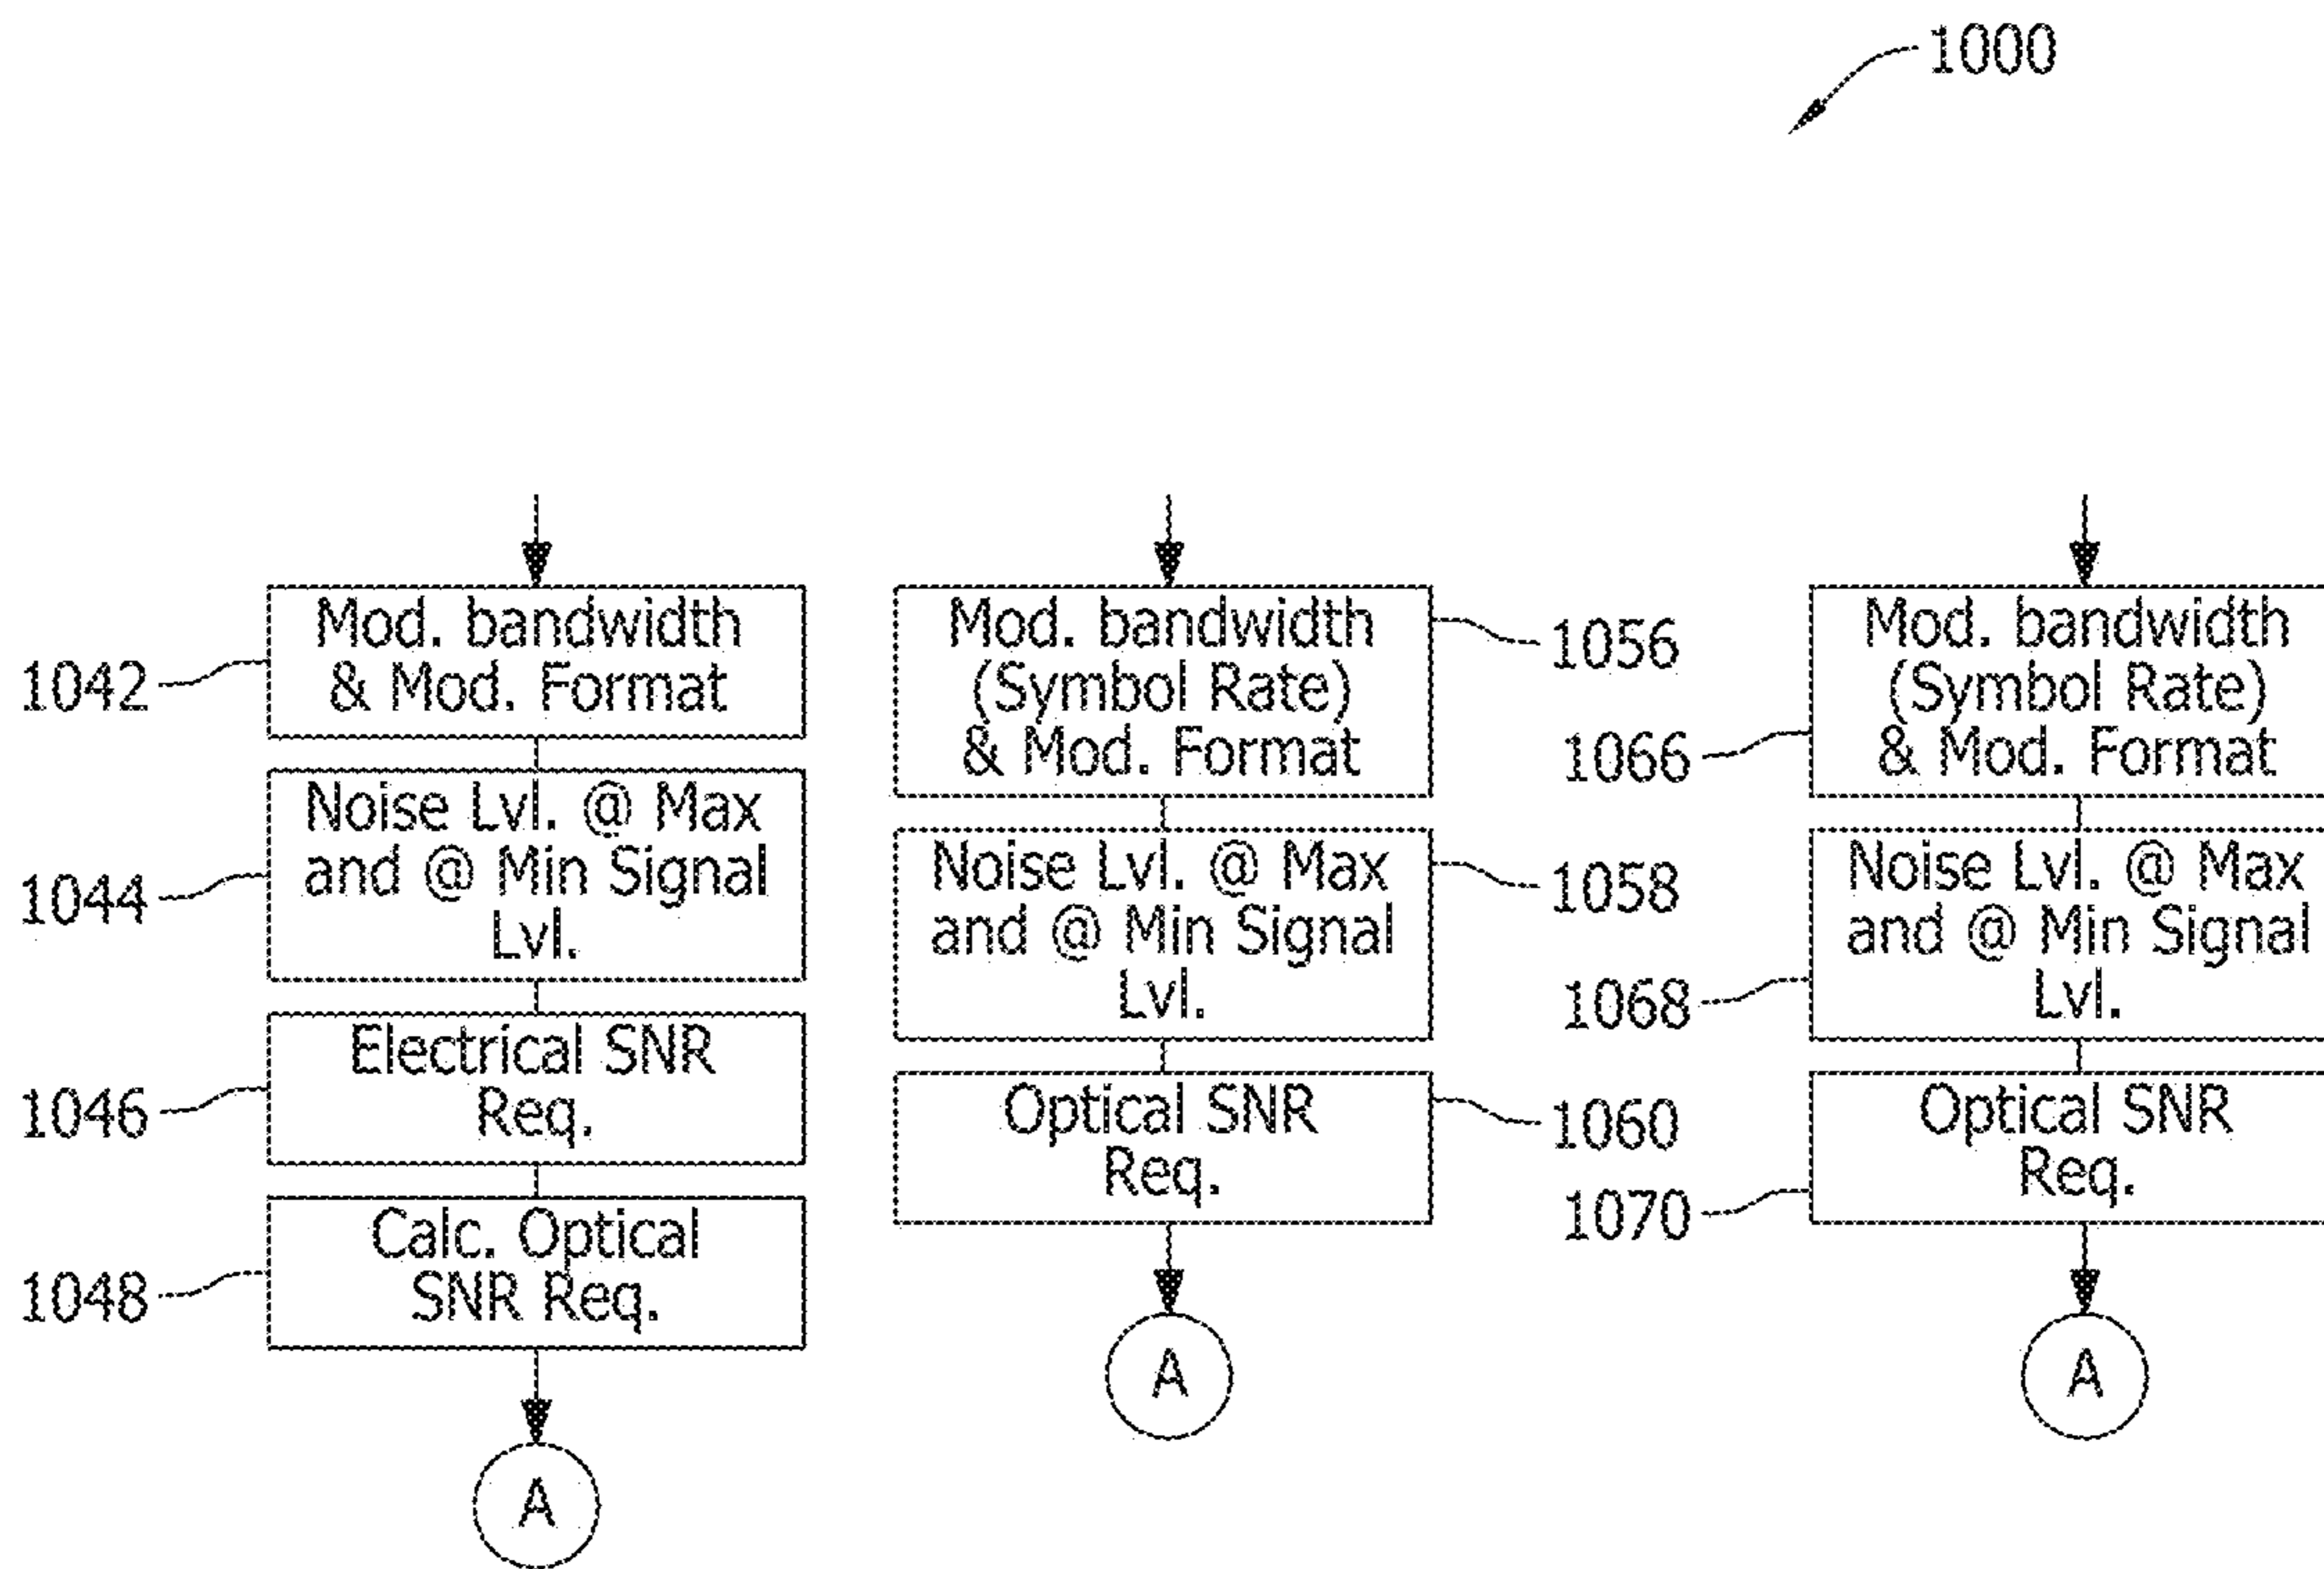 1000
1042
Mod. bandwidth
& Mod. Format
1044
Noise Lvl. @ Max
and @ Min Signal
Lvl.
1046
Electrical SNR
Req.
1048
Calc. Optical
SNR Req.
A
Mod. bandwidth
(Symbol Rate)
& Mod. Format
1056
Noise Lvl. @ Max
and @ Min Signal
Lvl.
1058
Optical SNR
Req.
1060
A
1066
Mod. bandwidth
(Symbol Rate)
& Mod. Format
1068
Noise Lvl. @ Max
and @ Min Signal
Lvl.
1070
Optical SNR
Req.
A